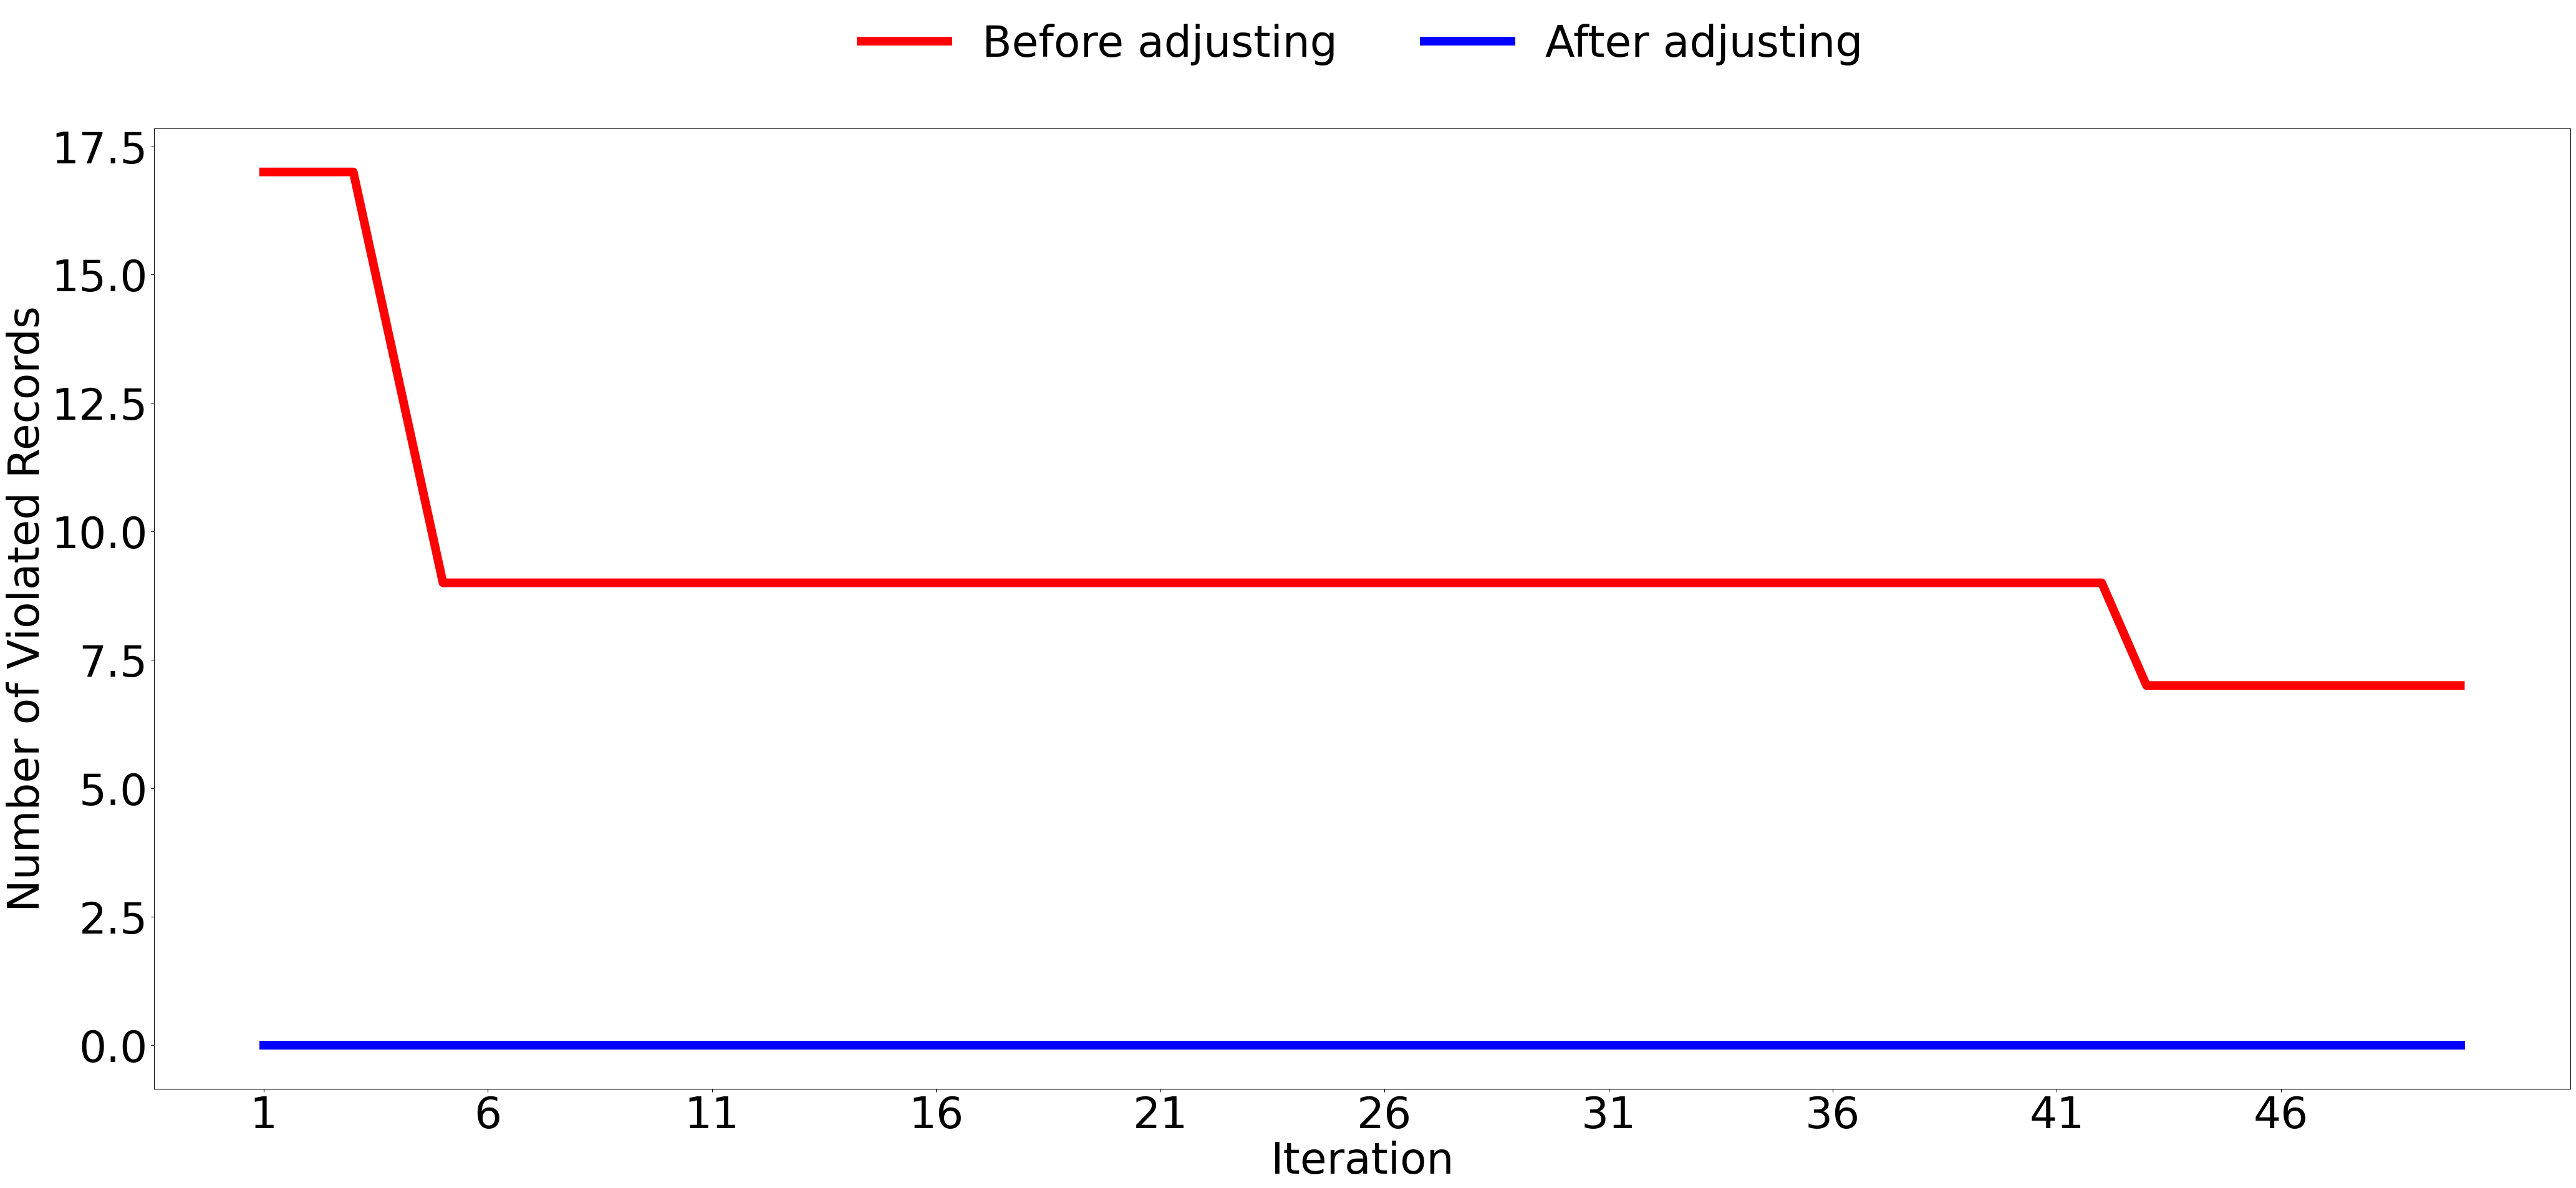 Before adjusting
After adjusting
Number of Violated Records
17.5
15.0
12.5
10.0
7.5
5.0
2.5
0.0
1 6 11 16 21 26 31 36 41 46
Iteration